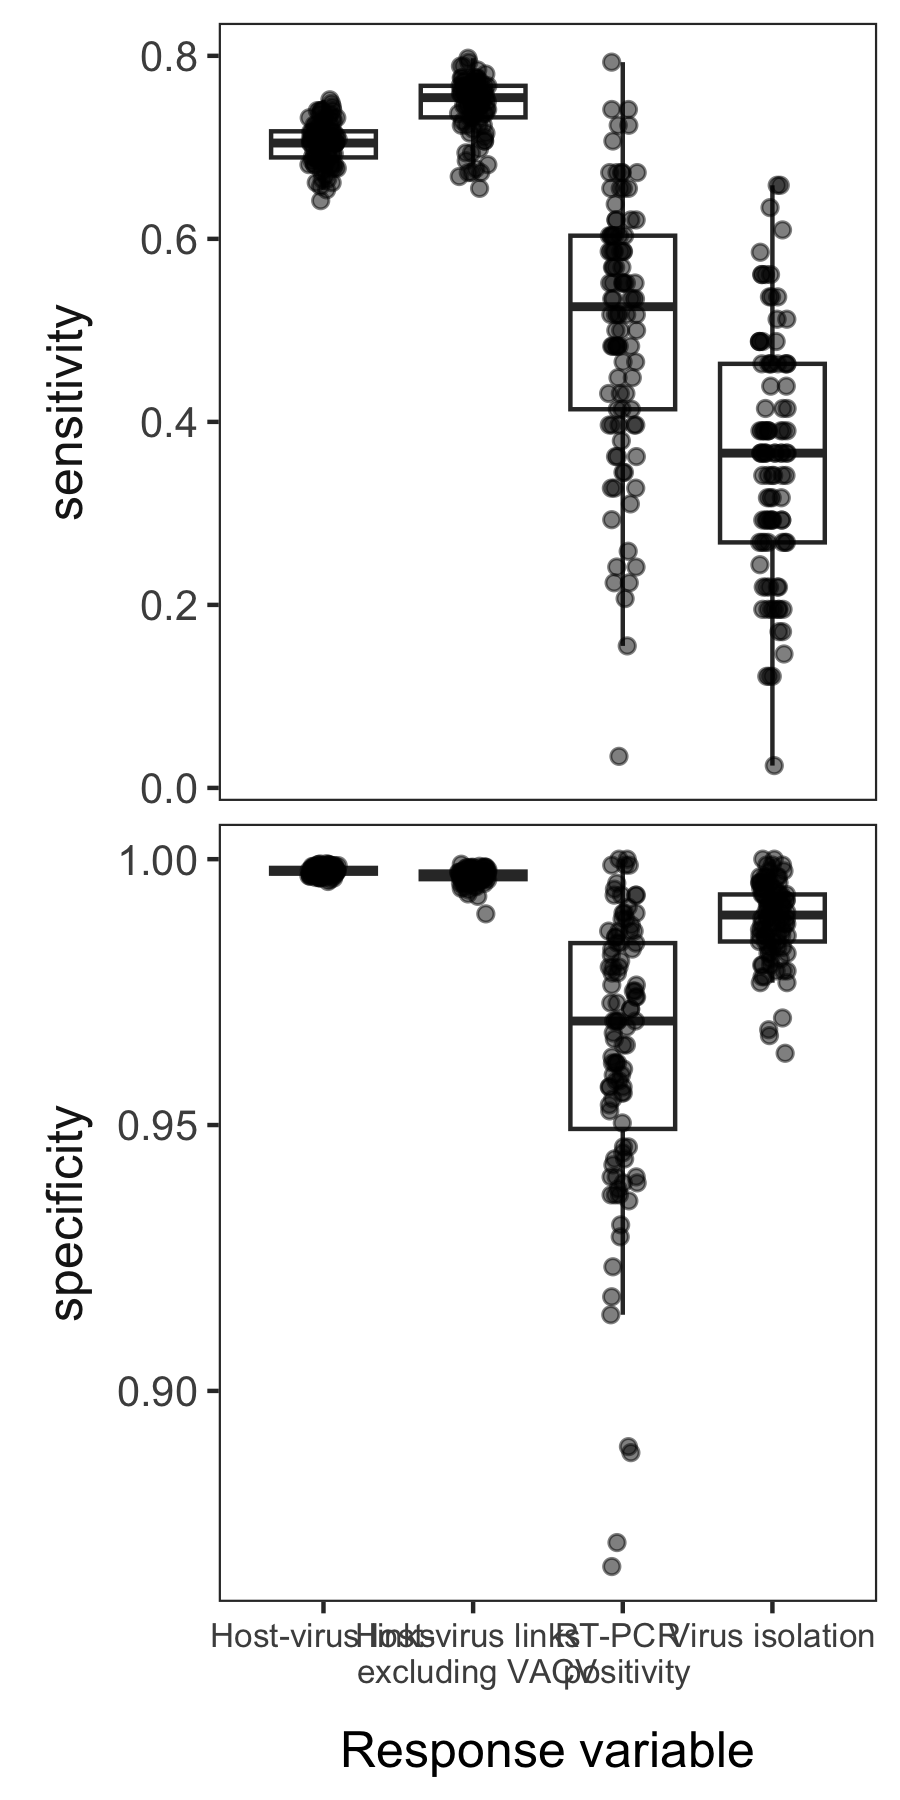 sensitivity
0.8
0.6
0.4
0.2
0.0
specificity
1.00
0.95
0.90
Host-virus links
Host-virus links
excluding VACV
RT-PCR
positivity
Virus isolation
Response variable